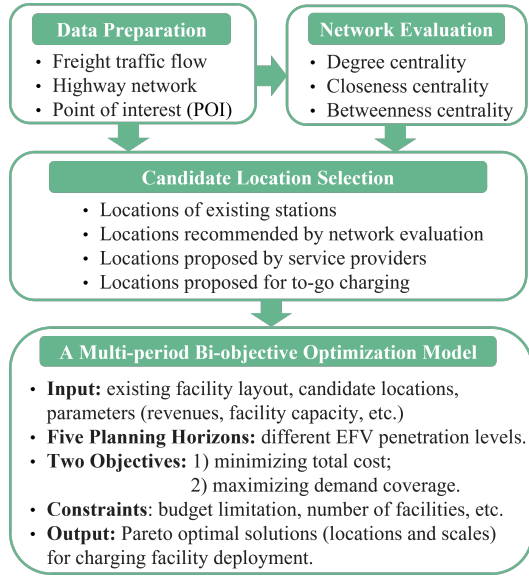 Data Preparation
• Freight traffic flow
• Highway network
• Point of interest (POI)
Network Evaluation
• Degree centrality
• Closeness centrality
• Betweenness centrality
Candidate Location Selection
• Locations of existing stations
• Locations recommended by network evaluation
• Locations proposed by service providers
• Locations proposed for to-go charging
A Multi-period Bi-objective Optimization Model
• Input: existing facility layout, candidate locations,
parameters (revenues, facility capacity, etc.)
• Five Planning Horizons: different EFV penetration levels.
• Two Objectives: 1) minimizing total cost;
2) maximizing demand coverage.
• Constraints: budget limitation, number of facilities, etc.
• Output: Pareto optimal solutions (locations and scales)
for charging facility deployment.